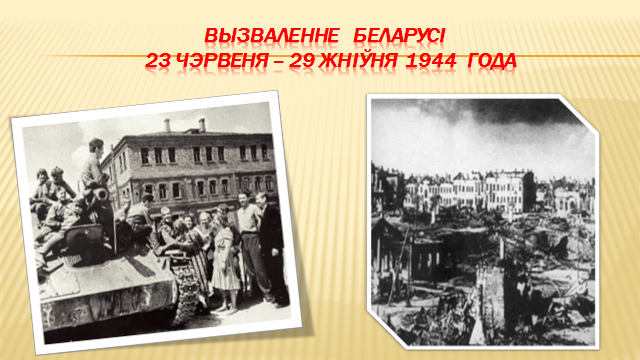 ВЫЗВАЛЕННЕ БЕЛАРУСІ
23 ЧЭРВЕНЯ – 29 ЖНІЎНЯ 1944 ГОДА